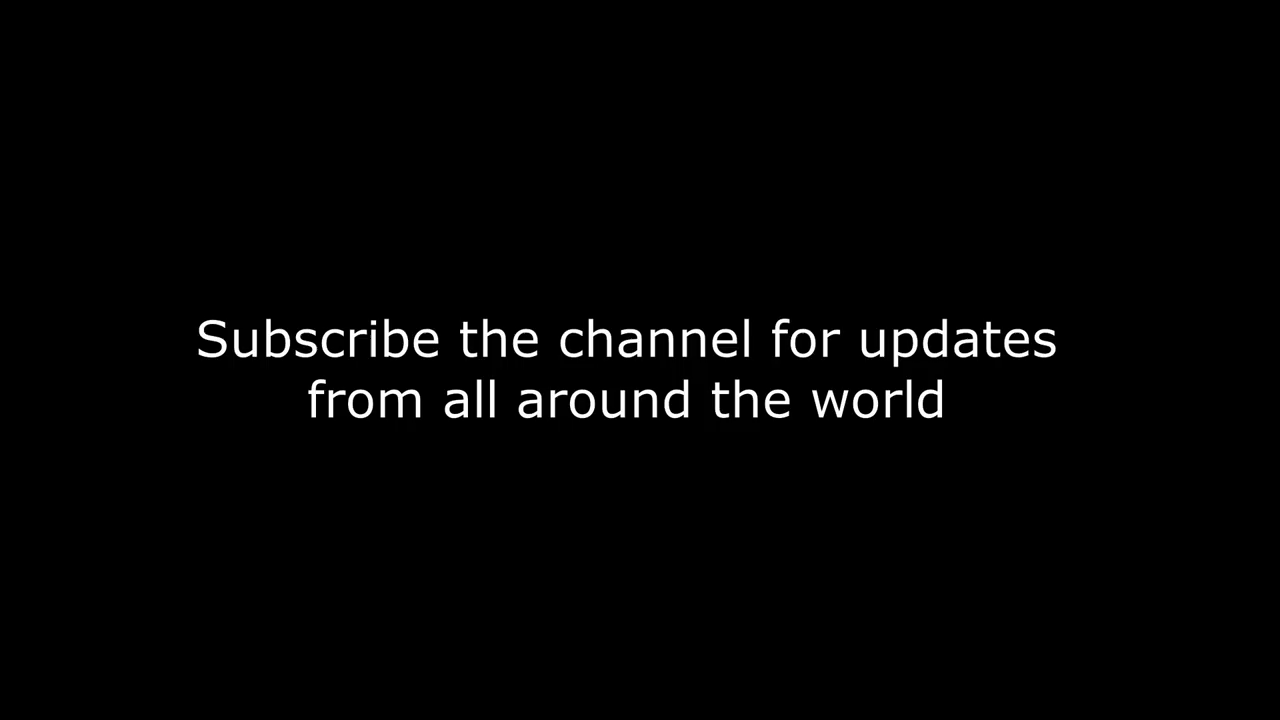 Subscribe the channel for updates
from all around the world